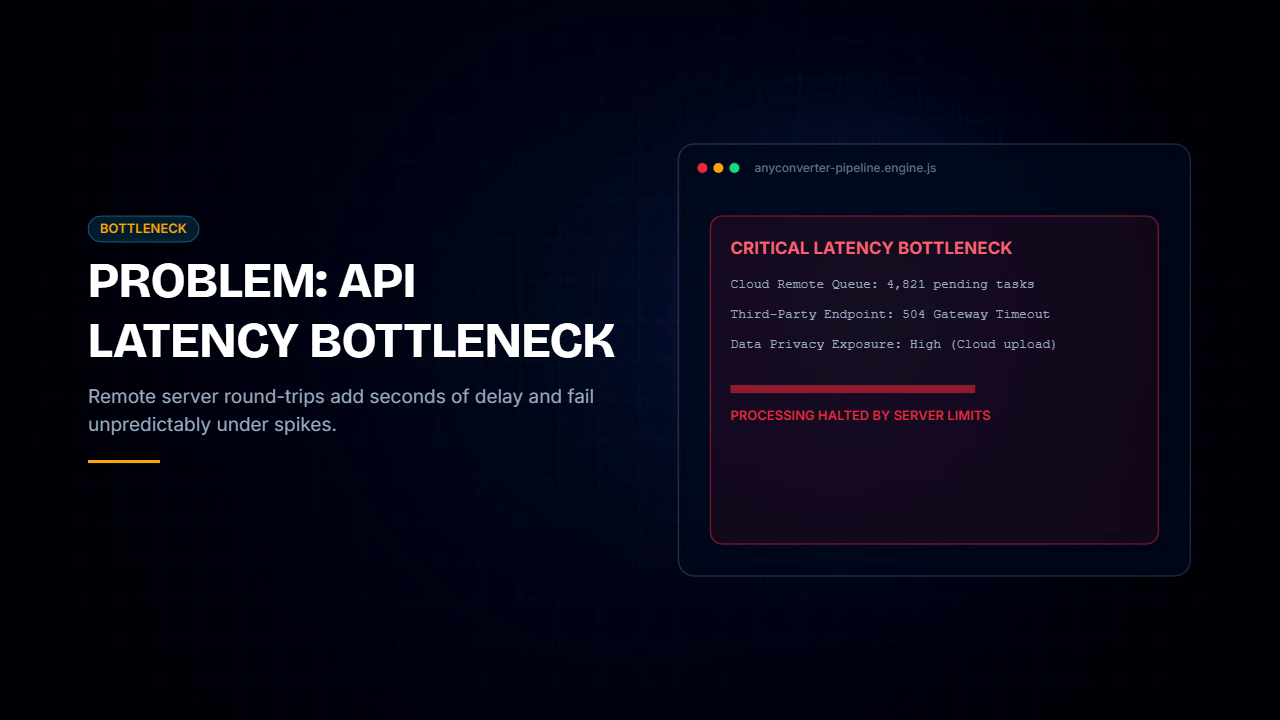 BOTTLENECK
PROBLEM: API
LATENCY BOTTLENECK
Remote server round-trips add seconds of delay and fail
unpredictably under spikes.
anyconverter-pipeline.engine.js
CRITICAL LATENCY BOTTLENECK
Cloud Remote Queue: 4,821 pending tasks
Third-Party Endpoint: 504 Gateway Timeout
Data Privacy Exposure: High (Cloud upload)
PROCESSING HALTED BY SERVER LIMITS